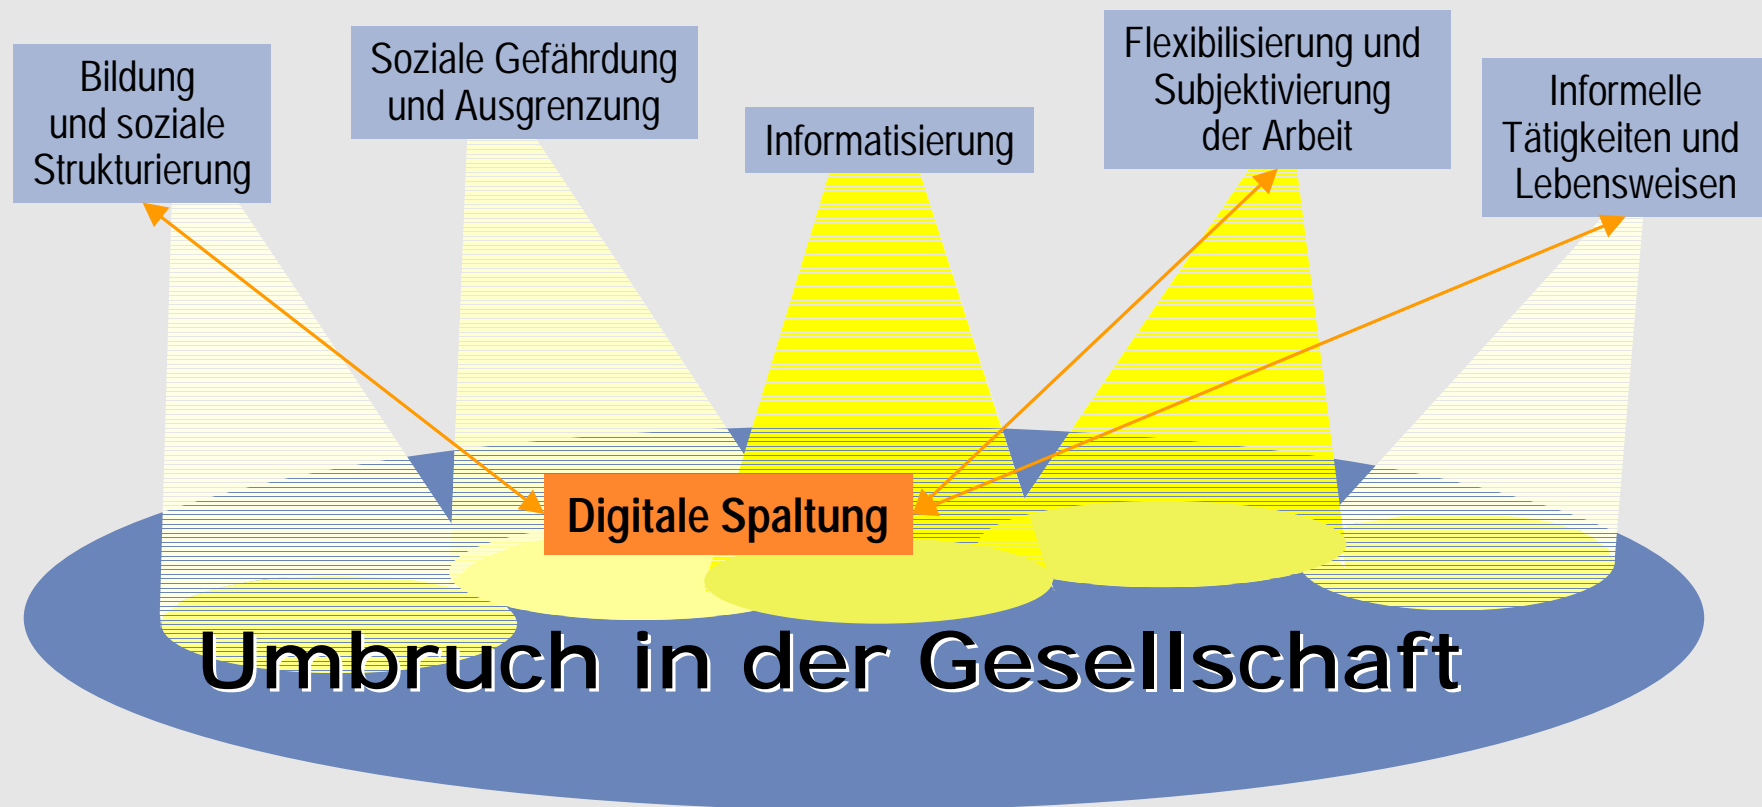 Bildung
und soziale
Strukturierung
Soziale Gefährdung
und Ausgrenzung
Informatisierung
Flexibilisierung und
Subjektivierung
der Arbeit
Informelle
Tätigkeiten und
Lebensweisen
Digitale Spaltung
Umbruch in der Gesellschaft